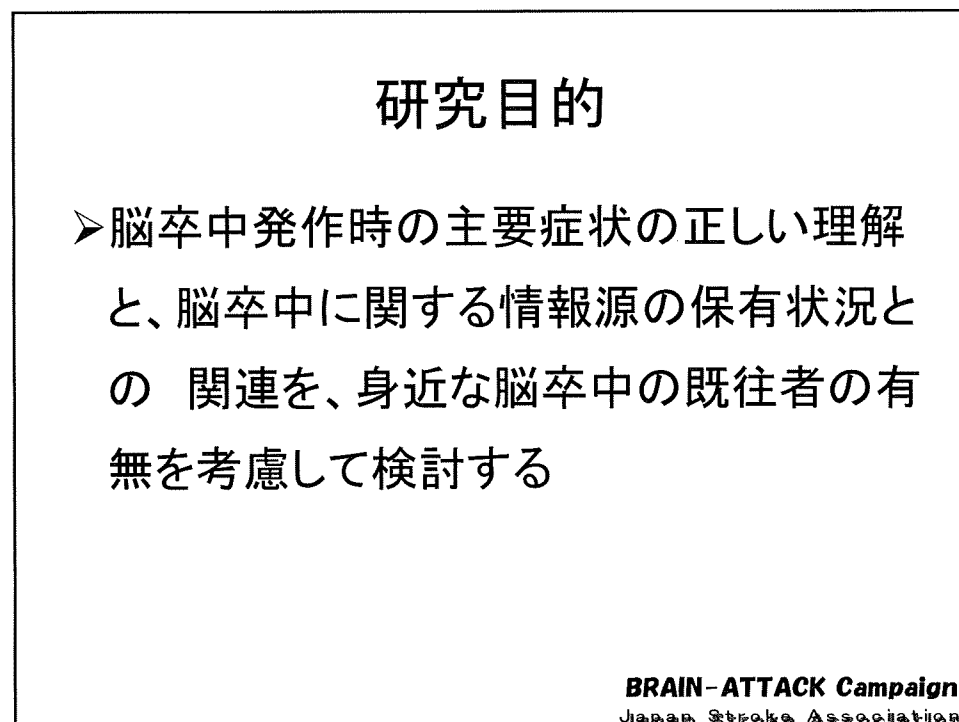 研究目的
➢脳卒中発作時の主要症状の正しい理解
と、脳卒中に関する情報源の保有状況と
の　関連を、身近な脳卒中の既往者の有
無を考慮して検討する
BRAIN-ATTACK Campaign
Japan Stroke Association